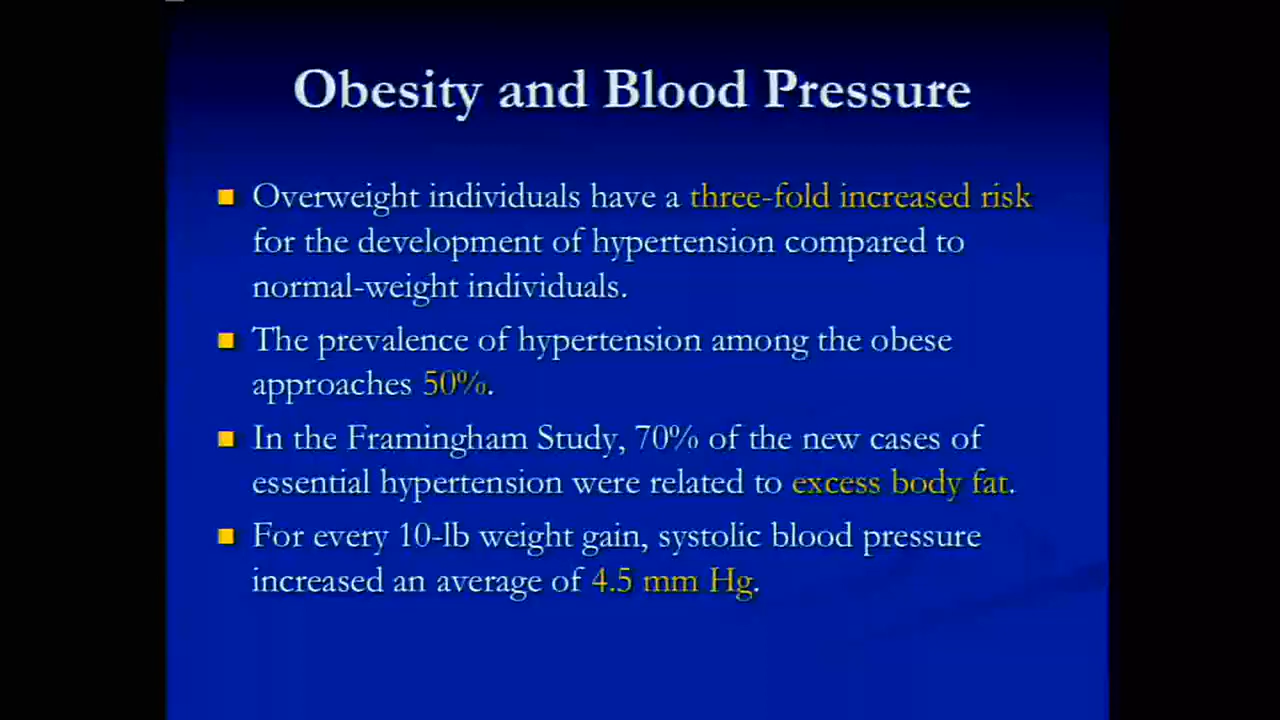 Obesity and Blood Pressure
Overweight individuals have a three-fold increased risk
for the development of hypertension compared to
normal-weight individuals.
The prevalence of hypertension among the obese
approaches 50%.
In the Framingham Study, 70% of the new cases of
essential hypertension were related to excess body fat.
For every 10-lb weight gain, systolic blood pressure
increased an average of 4.5 mm Hg.